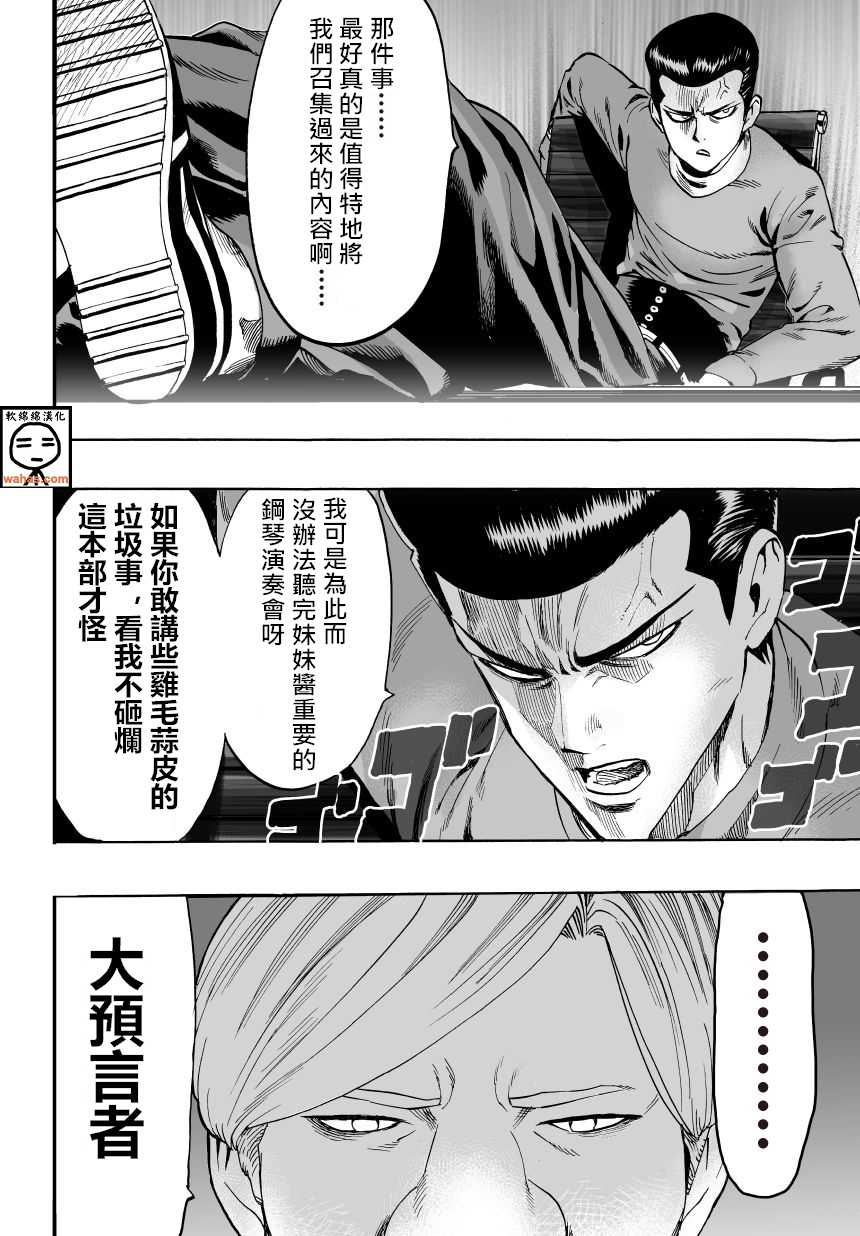 那件事⋯⋯
最好真的是值得特地將
我們召集過來的內容啊⋯⋯
軟綿綿漢化
wahas.com
我可是為此而
沒辦法聽完妹妹醬重要的
鋼琴演奏會呀
如果你敢講些雞毛蒜皮的
垃圾事，看我不砸爛
這本部才怪
ゴゴ
ゴゴ
⋯⋯⋯⋯⋯
大預言者